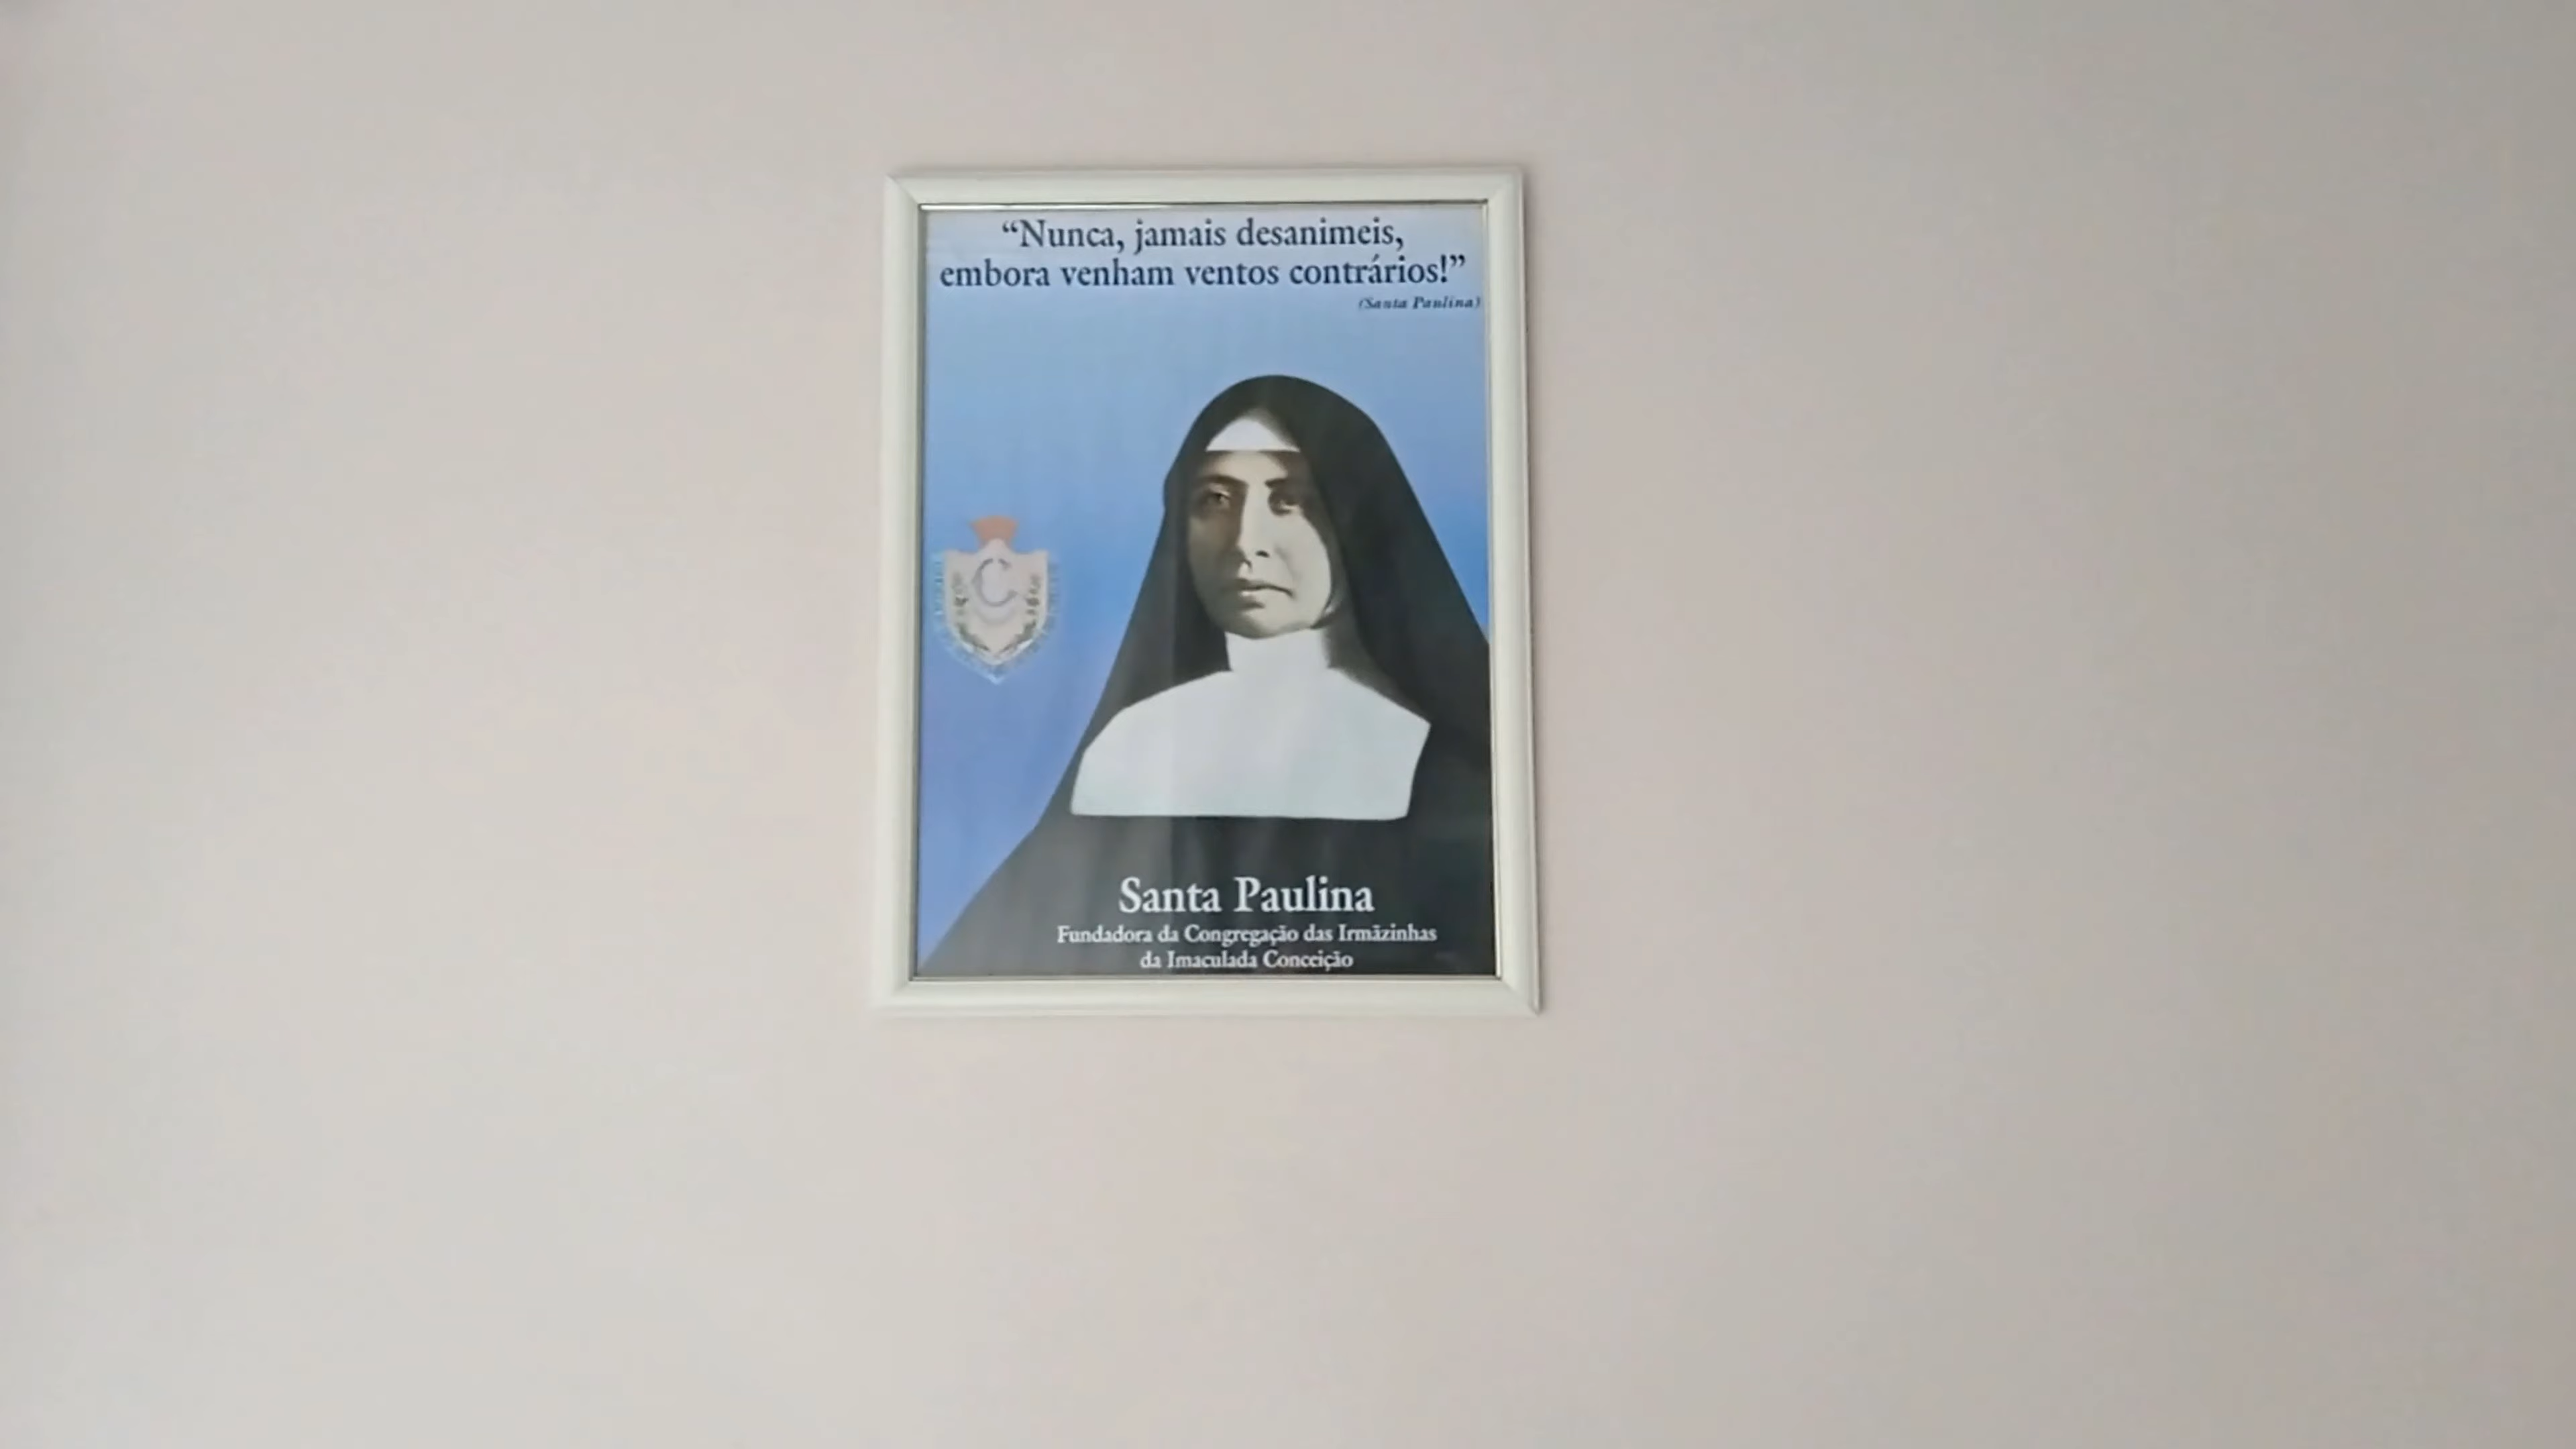 “Nunca, jamais desanimeis,
embora venham ventos contrários!”
(Santa Paulina)
C
Santa Paulina
Fundadora da Congregação das Irmãzinhas
da Imaculada Conceição